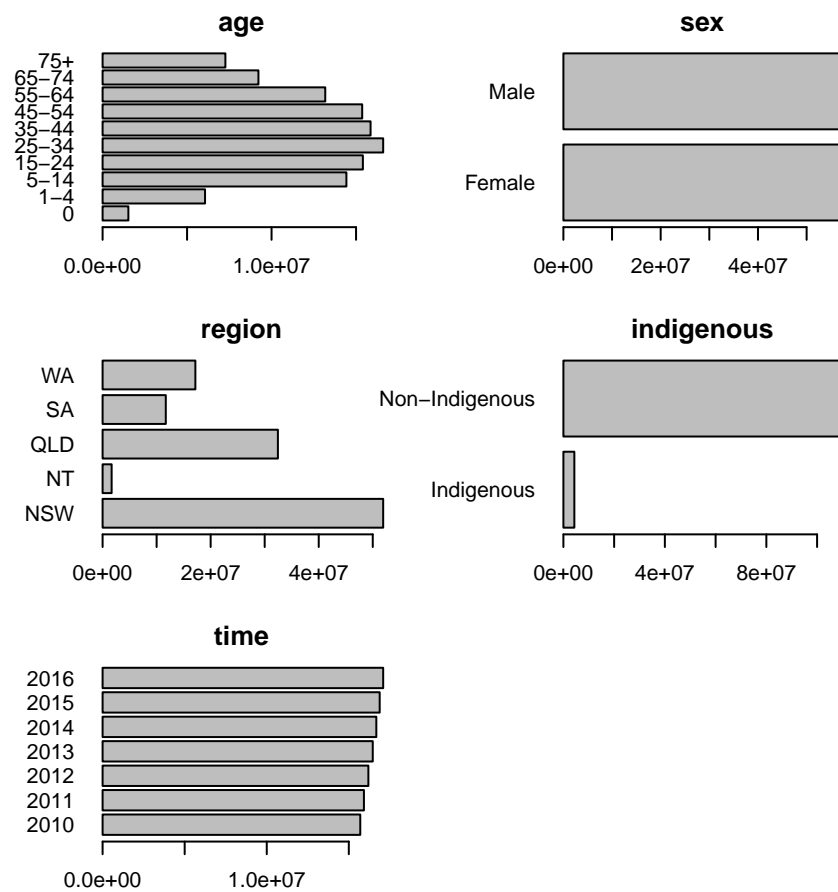 age
75+
65−74
55−64
45−54
35−44
25−34
15−24
5−14
1−4
0
0.0e+00 1.0e+07
sex
Male
Female
0e+00 2e+07 4e+07
region
WA
SA
QLD
NT
NSW
0e+00 2e+07 4e+07
indigenous
Non−Indigenous
Indigenous
0e+00 4e+07 8e+07
time
2016
2015
2014
2013
2012
2011
2010
0.0e+00 1.0e+07